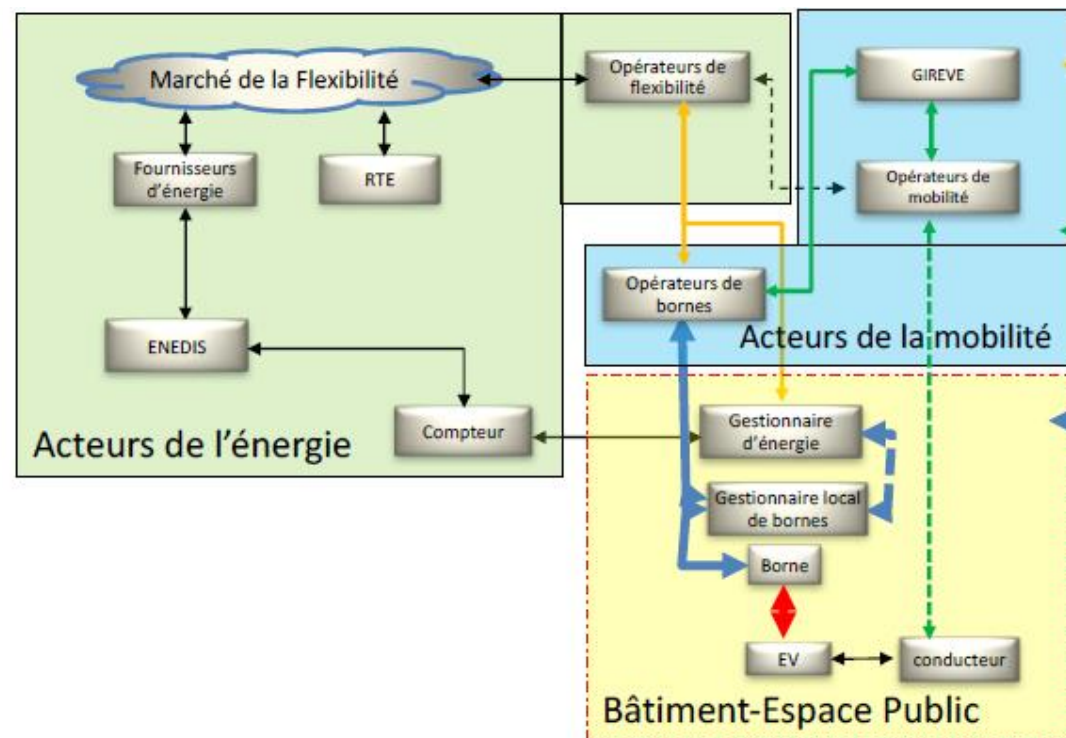 Marché de la Flexibilité
Opérateurs de
flexibilité
GIREVE
Fournisseurs
d'énergie
RTE
Opérateurs de
mobilité
Opérateurs de
bornes
Acteurs de la mobilité
ENEDIS
Compteur
Acteurs de l'énergie
Gestionnaire
d'énergie
Gestionnaire local
de bornes
Borne
EV
conducteur
Bâtiment-Espace Public